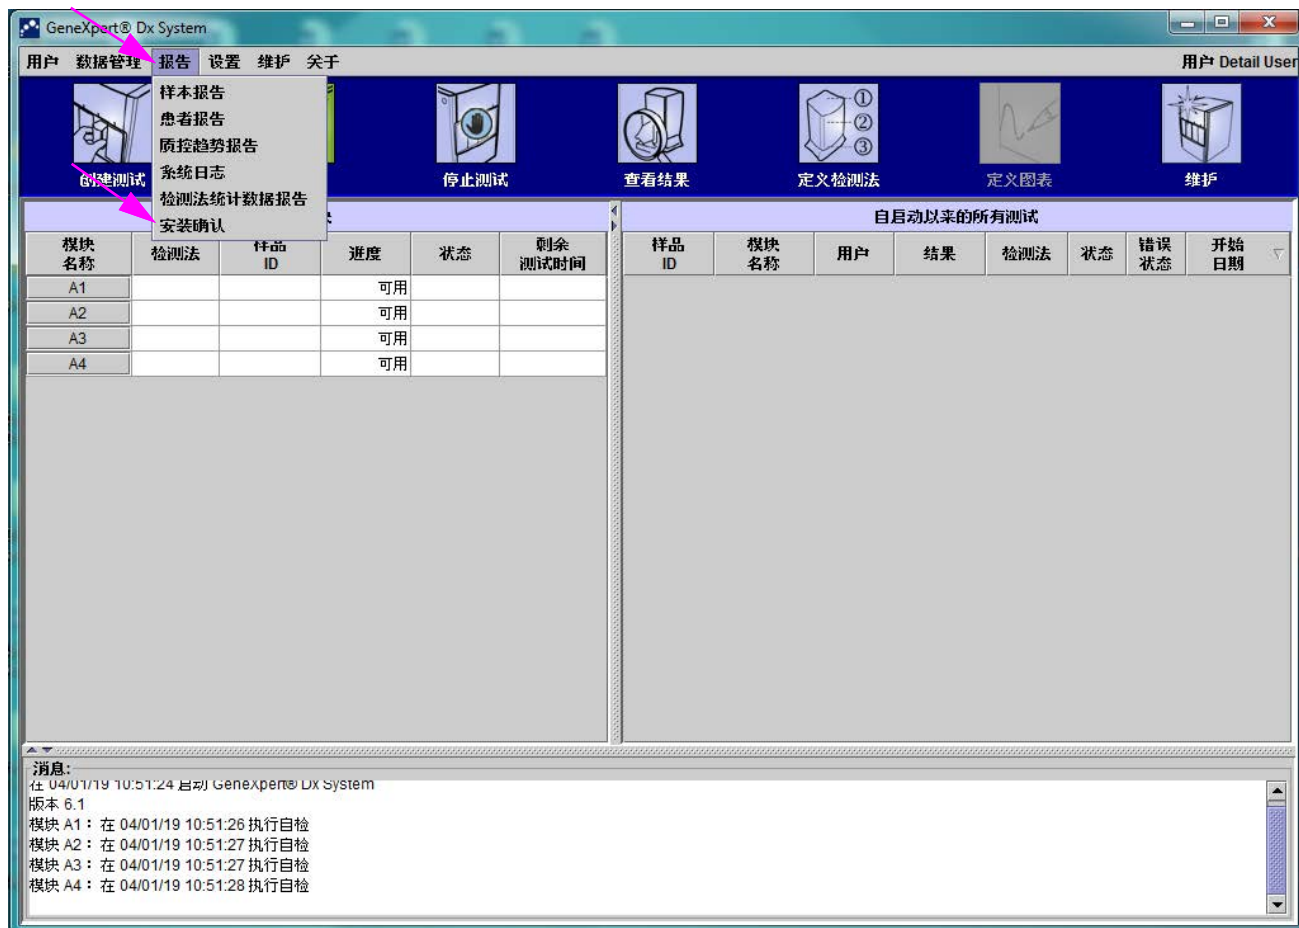 GeneXpert® Dx System
用户 数据管理 报告 设置 维护 关于 用户 Detail User
样本报告
患者报告
质控趋势报告
系统日志
检测法统计数据报告
安装确认
创建测试 停止测试 查看结果 定义检测法 定义图表 维护
自启动以来的所有测试
模块名称 检测法 样品ID 进度 状态 剩余测试时间
样品ID 模块名称 用户 结果 检测法 状态 错误状态 开始日期
A1 可用
A2 可用
A3 可用
A4 可用
消息:
在 04/01/19 10:51:24 启动 GeneXpert® Dx System
版本 6.1
模块 A1：在 04/01/19 10:51:26 执行自检
模块 A2：在 04/01/19 10:51:27 执行自检
模块 A3：在 04/01/19 10:51:27 执行自检
模块 A4：在 04/01/19 10:51:28 执行自检